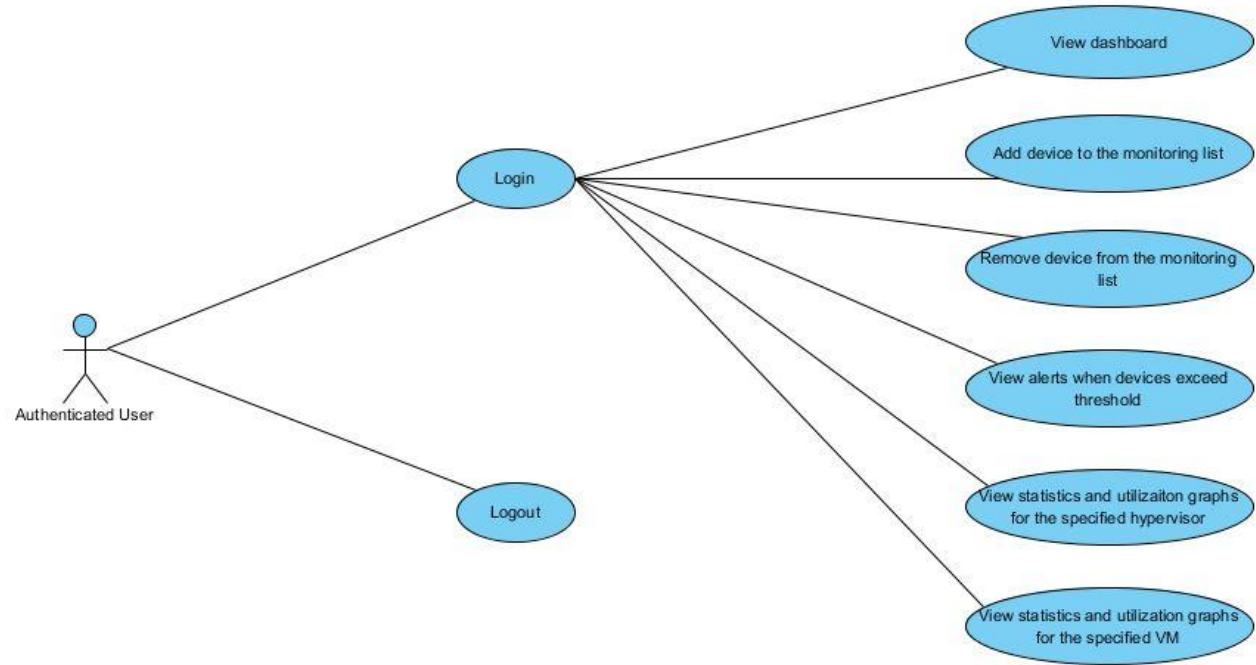 View dashboard
Add device to the monitoring list
Login
Remove device from the monitoring
list
View alerts when devices exceed
threshold
Authenticated User
View statistics and utilizaiton graphs
for the specified hypervisor
Logout
View statistics and utilization graphs
for the specified VM